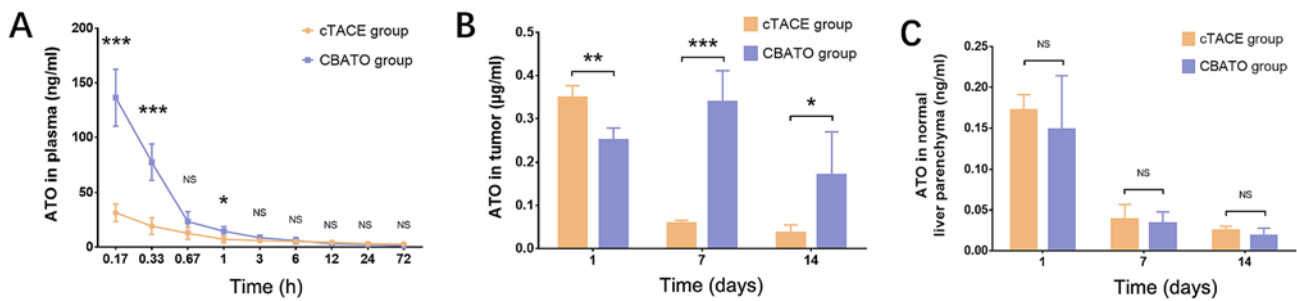 A
cTACE group
CBATO group
***
***
NS
*
NS
NS
NS
NS
NS
ATO in plasma (ng/ml)
200
150
100
50
0
0.17 0.33 0.67 1 3 6 12 24 72
Time (h)
B
cTACE group
CBATO group
**
***
*
ATO in tumor (μg/ml)
0.5
0.4
0.3
0.2
0.1
0.0
1 7 14
Time (days)
C
cTACE group
CBATO group
NS
NS
NS
ATO in normal
liver parenchyma (ng/ml)
0.25
0.20
0.15
0.10
0.05
0.00
1 7 14
Time (days)